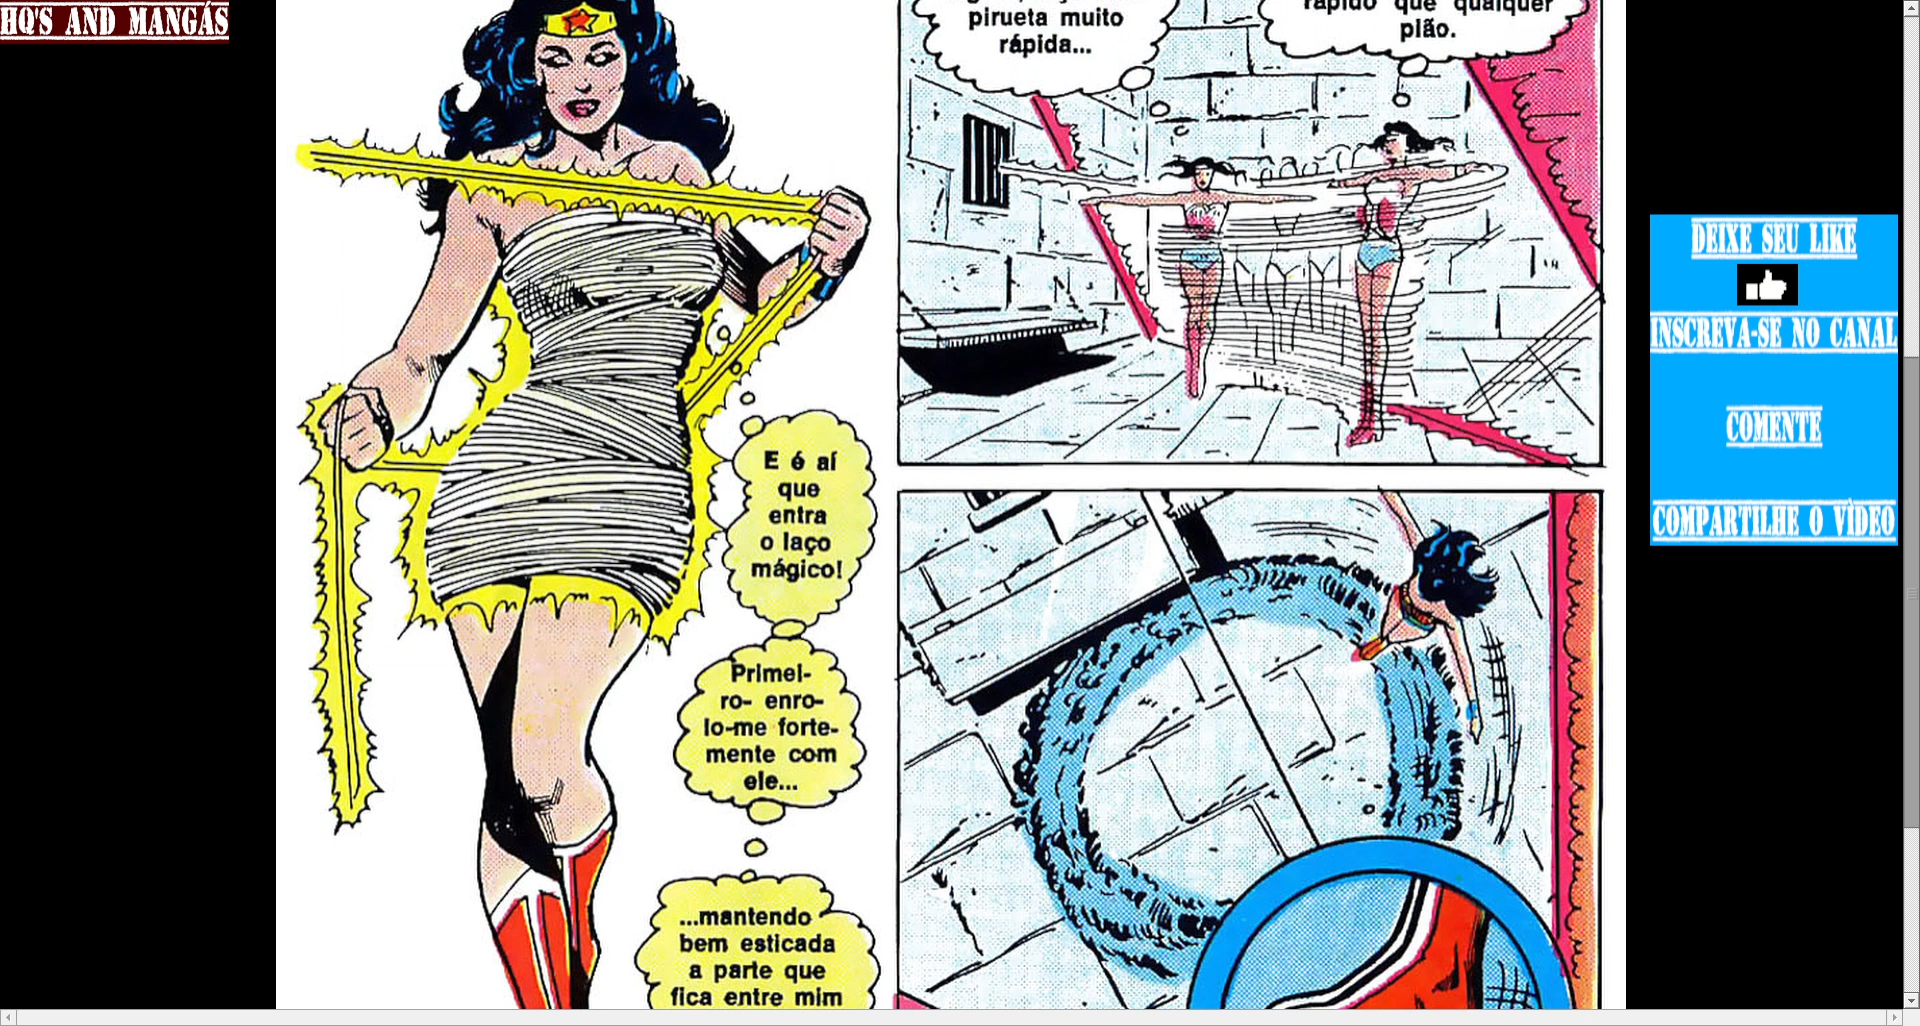 HQ'S AND MANGÁS
E é aí
que
entra
o laço
mágico!
Primei-
ro- enro-
lo-me forte-
mente com
ele...
...mantendo
bem esticada
a parte que
fica entre mim
pirueta muito
rápida...
rápido que qualquer
pião.
DEIXE SEU LIKE
INSCREVA-SE NO CANAL
COMENTE
COMPARTILHE O VÌDEO